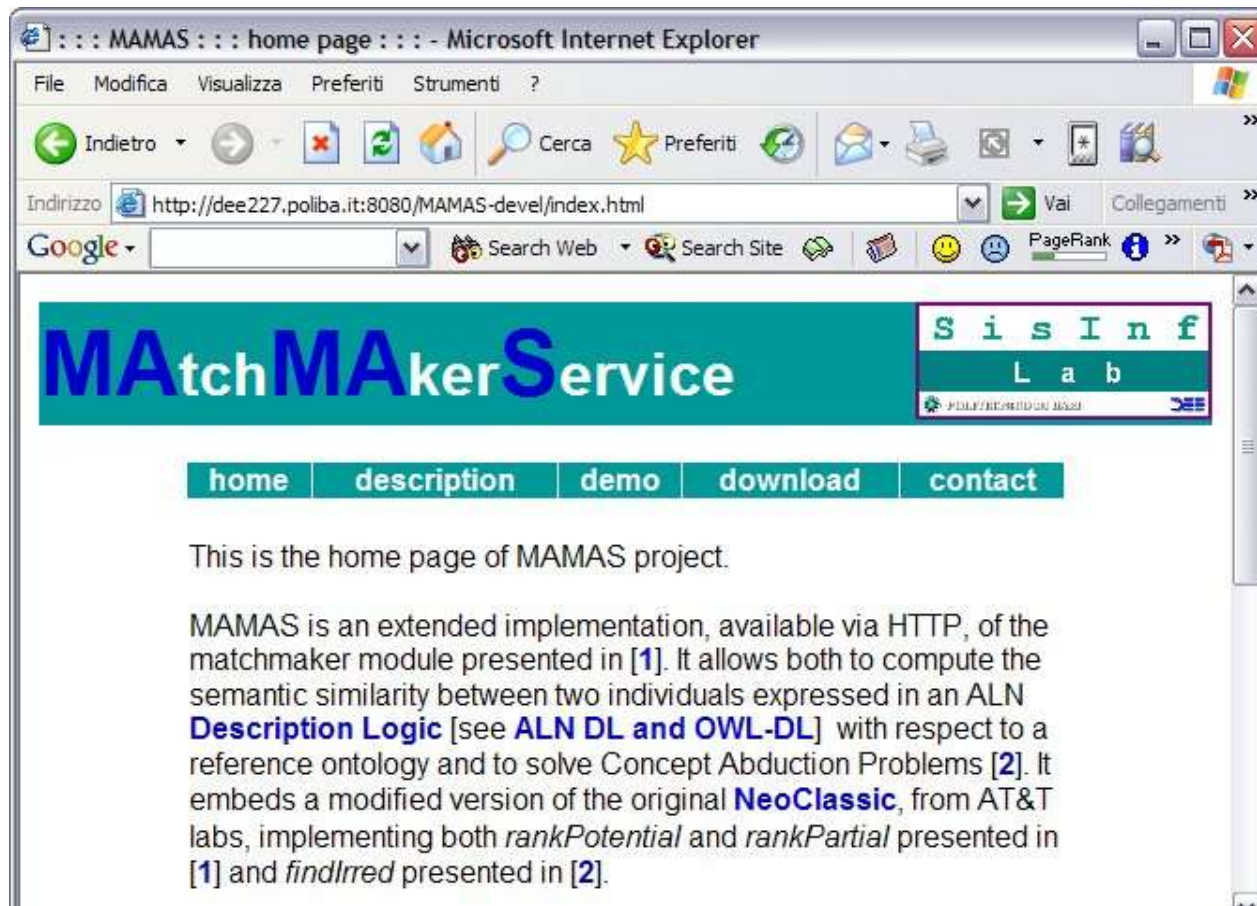 : : : MAMAS : : : home page : : : - Microsoft Internet Explorer
File Modifica Visualizza Preferiti Strumenti ?
Indietro Cerca Preferiti
Indirizzo http://dee227.poliba.it:8080/MAMAS-devel/index.html Vai Collegamenti
Google Search Web Search Site PageRank
MAtchMAkerService
SisInf
Lab
POLITECNICO DI BARI DEE
home description demo download contact
This is the home page of MAMAS project.
MAMAS is an extended implementation, available via HTTP, of the
matchmaker module presented in [1]. It allows both to compute the
semantic similarity between two individuals expressed in an ALN
Description Logic [see ALN DL and OWL-DL] with respect to a
reference ontology and to solve Concept Abduction Problems [2]. It
embeds a modified version of the original NeoClassic, from AT&T
labs, implementing both rankPotential and rankPartial presented in
[1] and findIrred presented in [2].